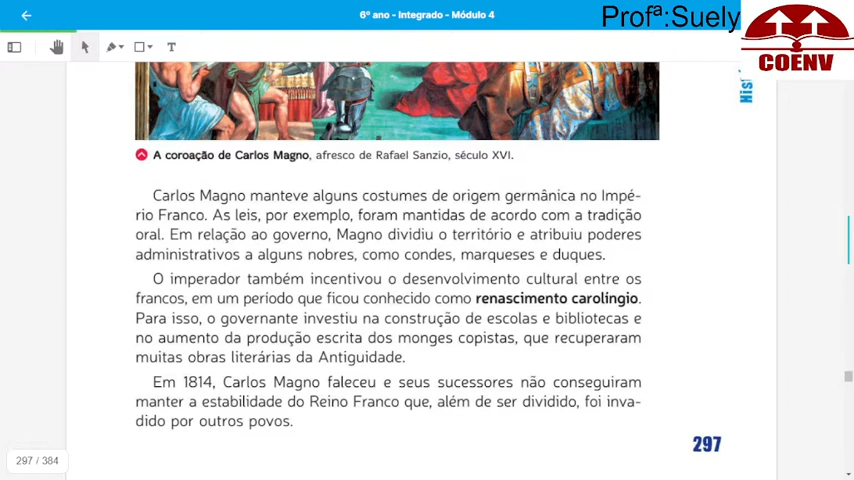 6º ano - Integrado - Módulo 4
Profª:Suely
COENV
T
His
A coroação de Carlos Magno, afresco de Rafael Sanzio, século XVI.
Carlos Magno manteve alguns costumes de origem germânica no Impé-
rio Franco. As leis, por exemplo, foram mantidas de acordo com a tradição
oral. Em relação ao governo, Magno dividiu o território e atribuiu poderes
administrativos a alguns nobres, como condes, marqueses e duques.
O imperador também incentivou o desenvolvimento cultural entre os
francos, em um período que ficou conhecido como renascimento carolíngio.
Para isso, o governante investiu na construção de escolas e bibliotecas e
no aumento da produção escrita dos monges copistas, que recuperaram
muitas obras literárias da Antiguidade.
Em 1814, Carlos Magno faleceu e seus sucessores não conseguiram
manter a estabilidade do Reino Franco que, além de ser dividido, foi inva-
dido por outros povos.
297
297 / 384